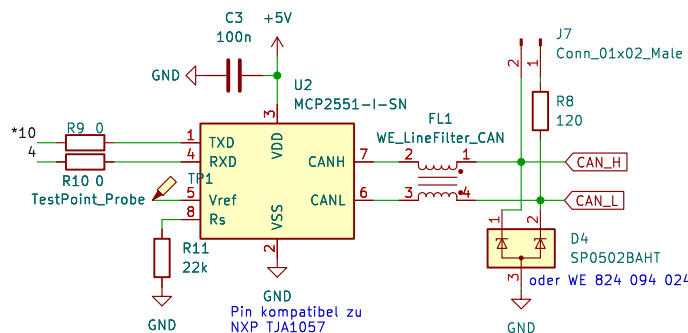 C3
100n
+5V
GND
J7
Conn_01x02_Male
U2
MCP2551-I-SN
2
1
R8
120
3
FL1
WE_LineFilter_CAN
*10
R9 0
1
TXD
VDD
4
R10 0
4
RXD
CANH
7
2
1
CAN_H
TP1
TestPoint_Probe
5
Vref
CANL
6
3
4
CAN_L
8
Rs
VSS
1
2
R11
22k
2
D4
SP0502BAHT
3
oder WE 824 094 024
GND
GND
Pin kompatibel zu
NXP TJA1057
GND